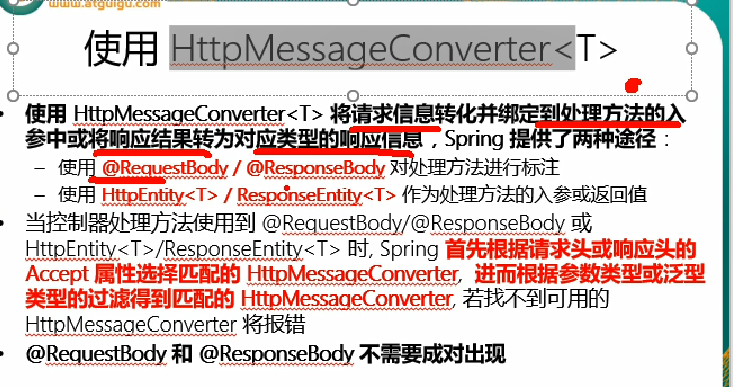 www.atguigu.com
使用 HttpMessageConverter<T>
• 使用 HttpMessageConverter<T> 将请求信息转化并绑定到处理方法的入
参中或将响应结果转为对应类型的响应信息，Spring 提供了两种途径：
– 使用 @RequestBody / @ResponseBody 对处理方法进行标注
– 使用 HttpEntity<T> / ResponseEntity<T> 作为处理方法的入参或返回值
• 当控制器处理方法使用到 @RequestBody/@ResponseBody 或
HttpEntity<T>/ResponseEntity<T> 时, Spring 首先根据请求头或响应头的
Accept 属性选择匹配的 HttpMessageConverter, 进而根据参数类型或泛型
类型的过滤得到匹配的 HttpMessageConverter, 若找不到可用的
HttpMessageConverter 将报错
• @RequestBody 和 @ResponseBody 不需要成对出现